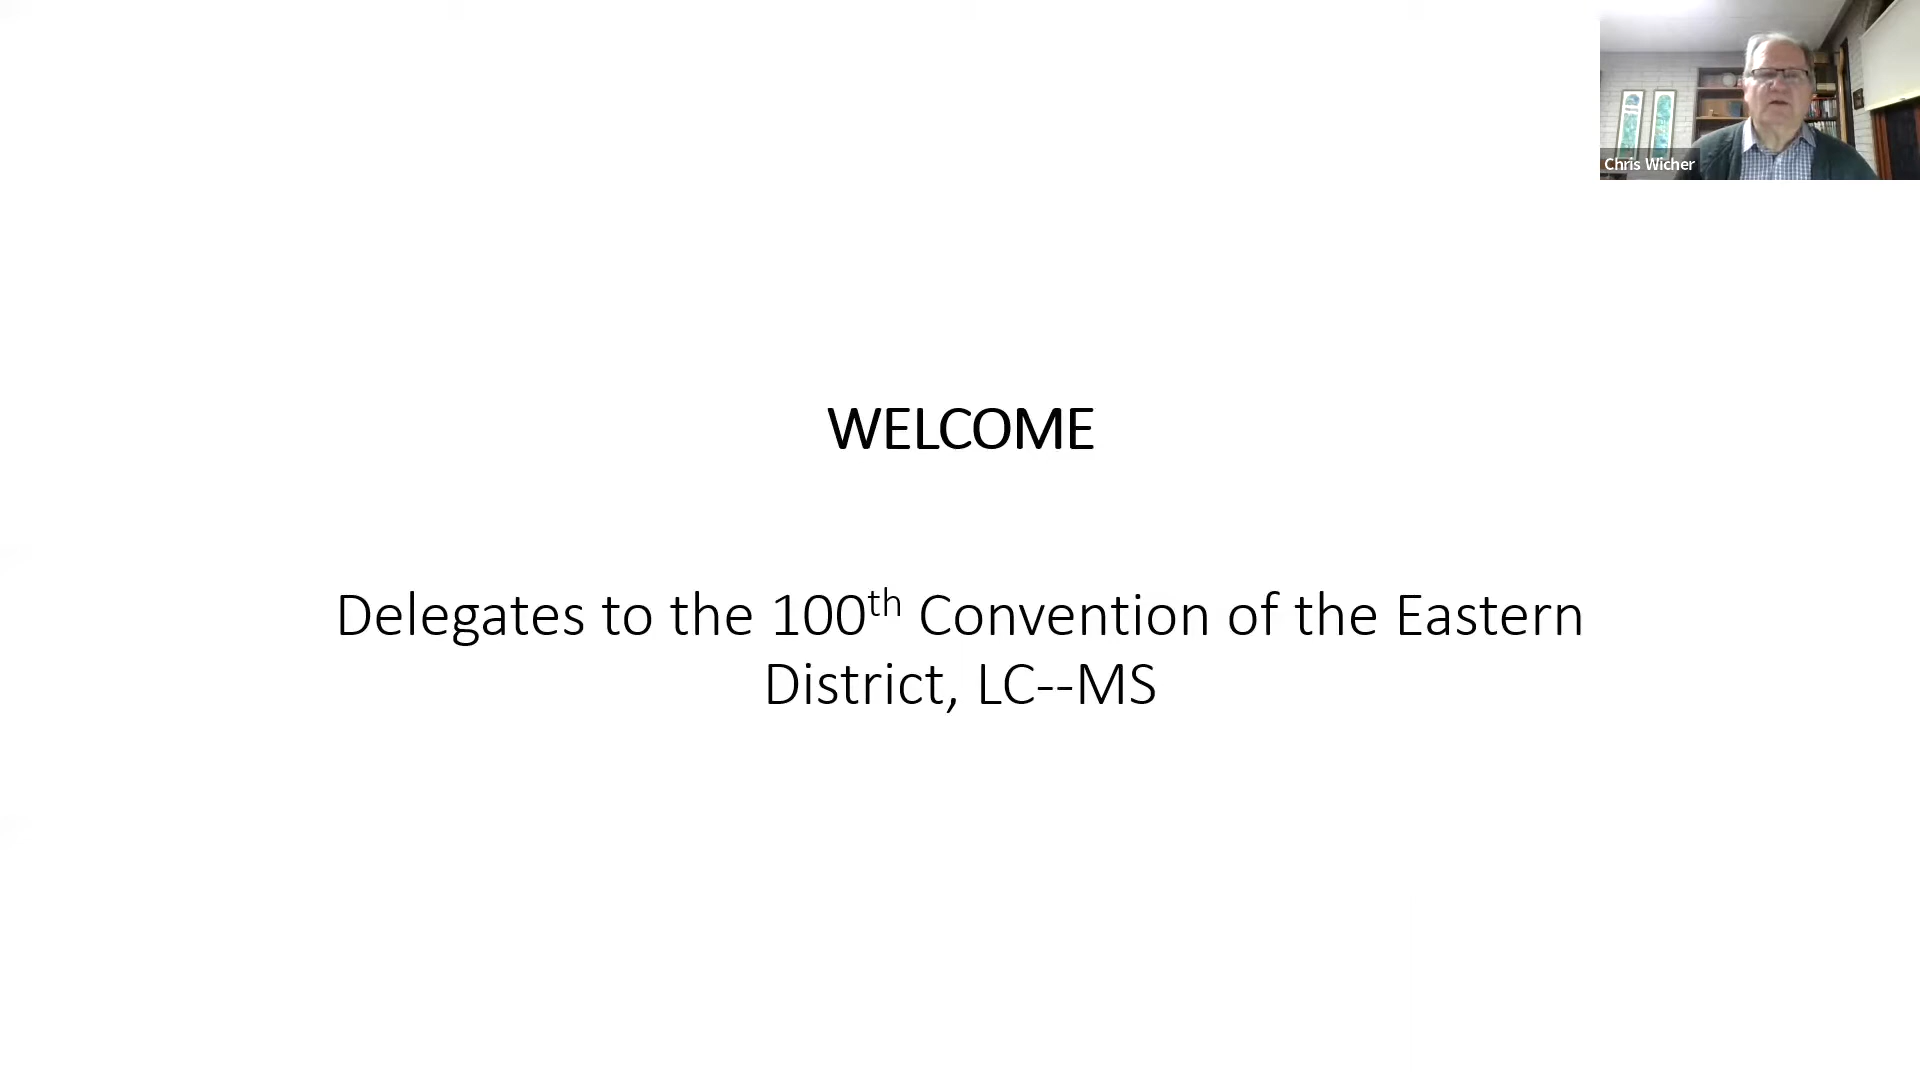 Chris Wicher
WELCOME
Delegates to the 100th Convention of the Eastern
District, LC--MS